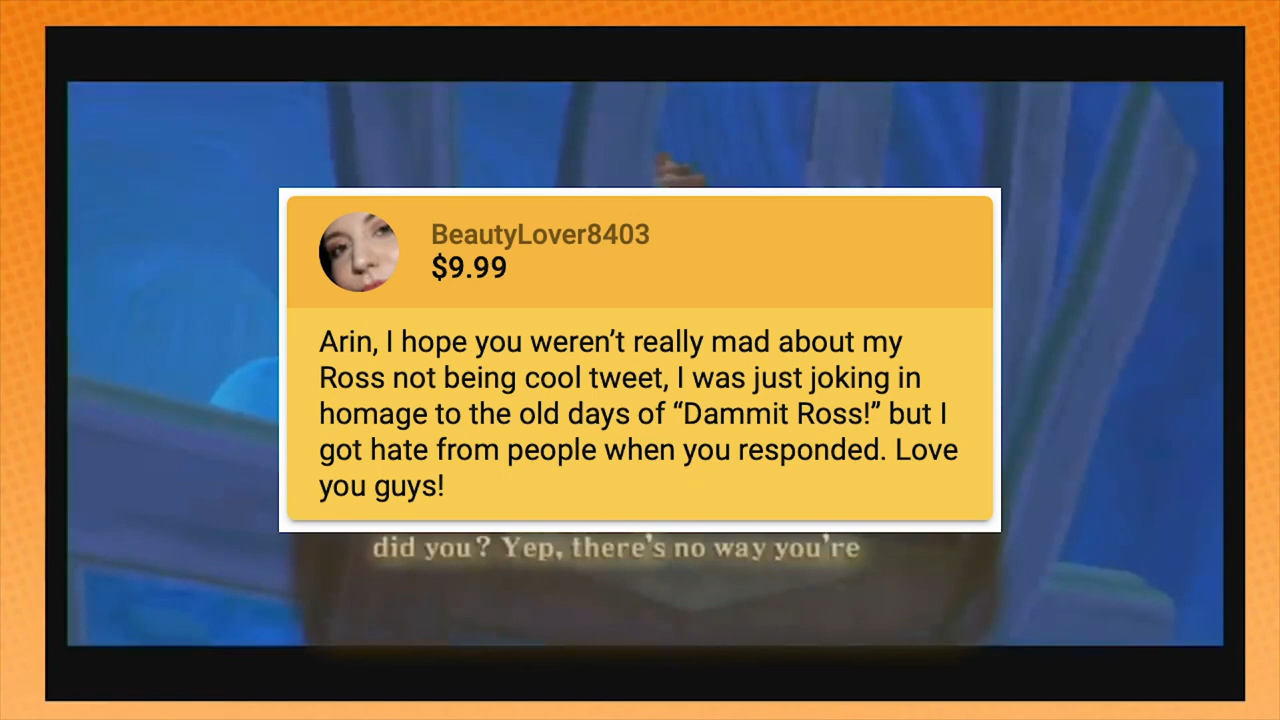 BeautyLover8403
$9.99
Arin, I hope you weren’t really mad about my
Ross not being cool tweet, I was just joking in
homage to the old days of “Dammit Ross!” but I
got hate from people when you responded. Love
you guys!
did you? Yep, there's no way you're